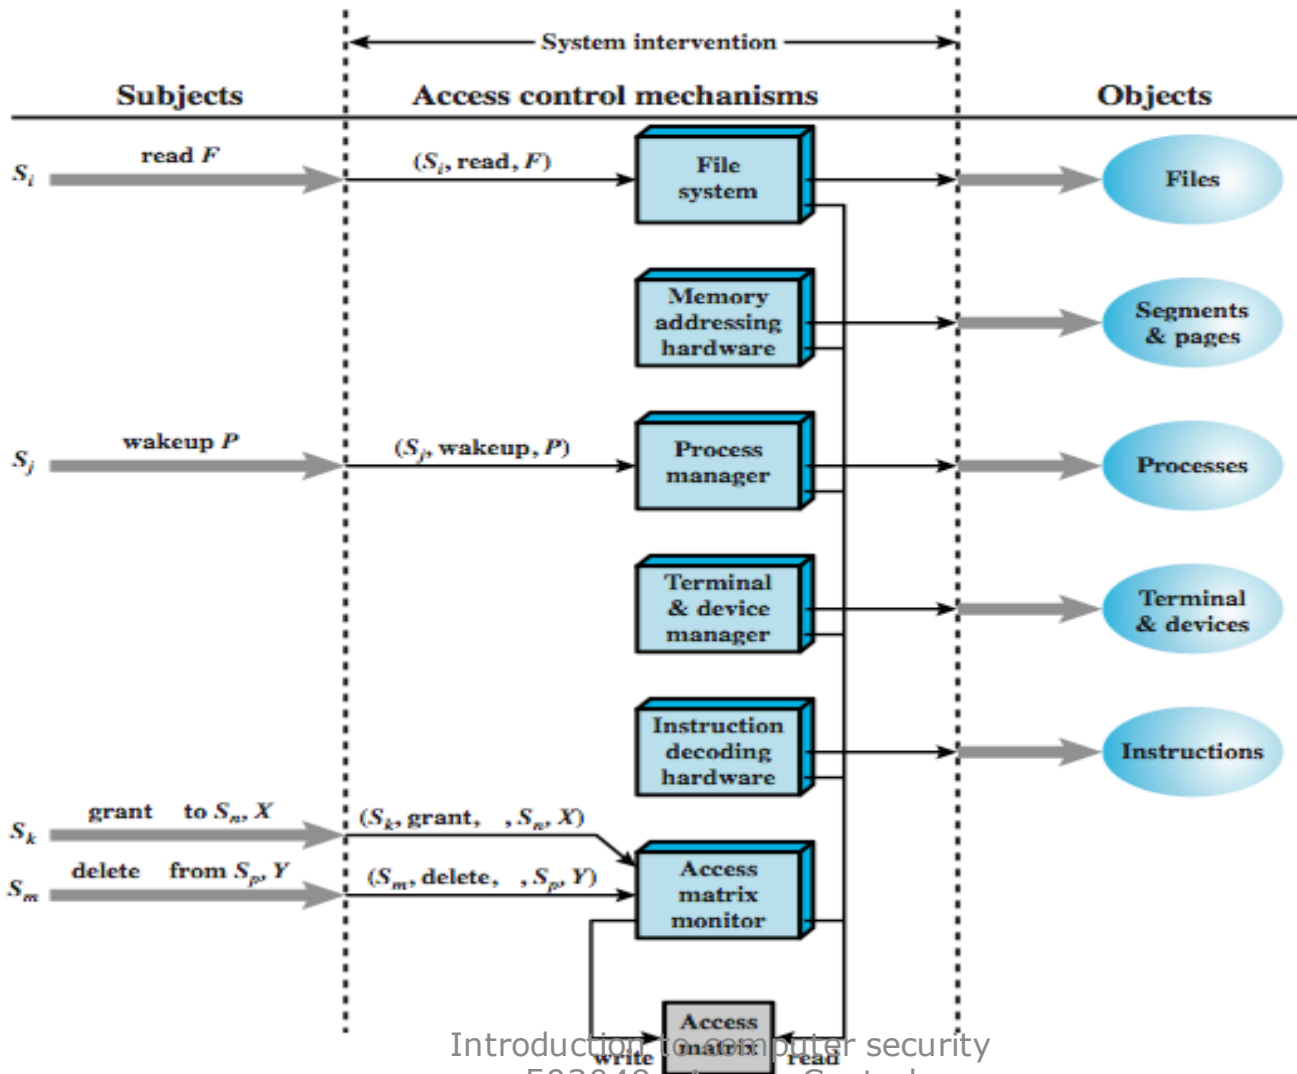 System intervention
Subjects
Access control mechanisms
Objects
Si
read F
(Si, read, F)
File
system
Files
Memory
addressing
hardware
Segments
& pages
Sj
wakeup P
(Sj, wakeup, P)
Process
manager
Processes
Terminal
& device
manager
Terminal
& devices
Instruction
decoding
hardware
Instructions
Sk
grant to Sn, X
(Sk, grant, , Sn, X)
Sm
delete from Sp, Y
(Sm, delete, , Sp, Y)
Access
matrix
monitor
Access
matrix
write
read
Introduction to computer security